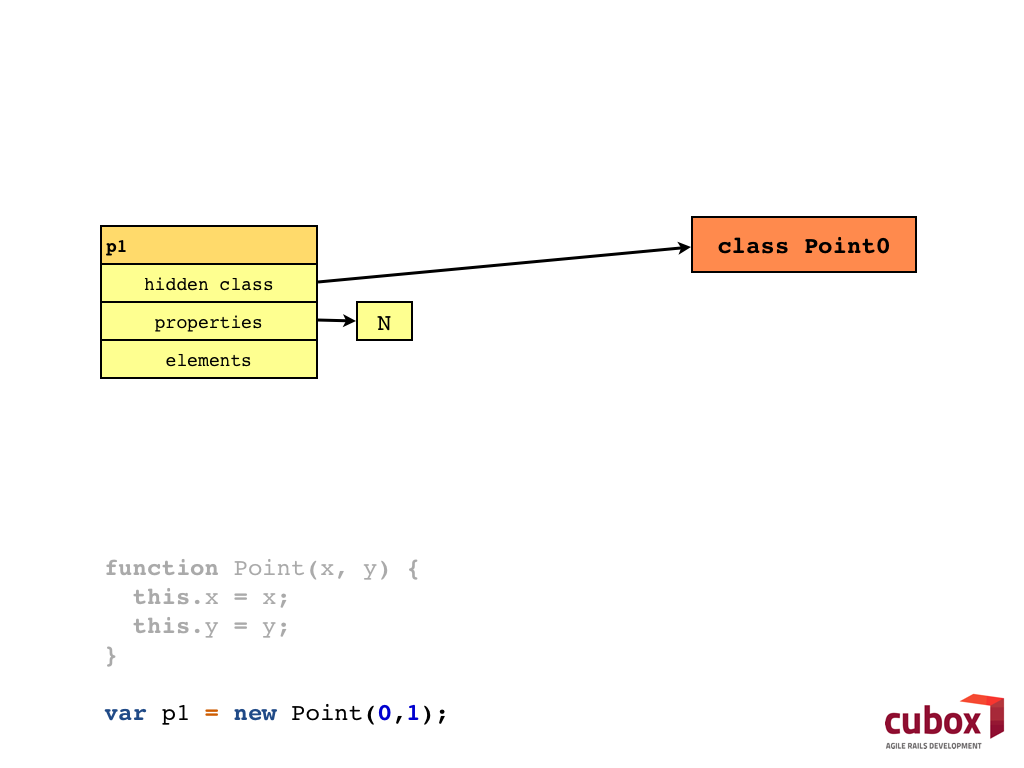 p1
hidden class
properties
elements
N
class Point0
function Point(x, y) {
  this.x = x;
  this.y = y;
}
var p1 = new Point(0,1);
cubox
AGILE RAILS DEVELOPMENT